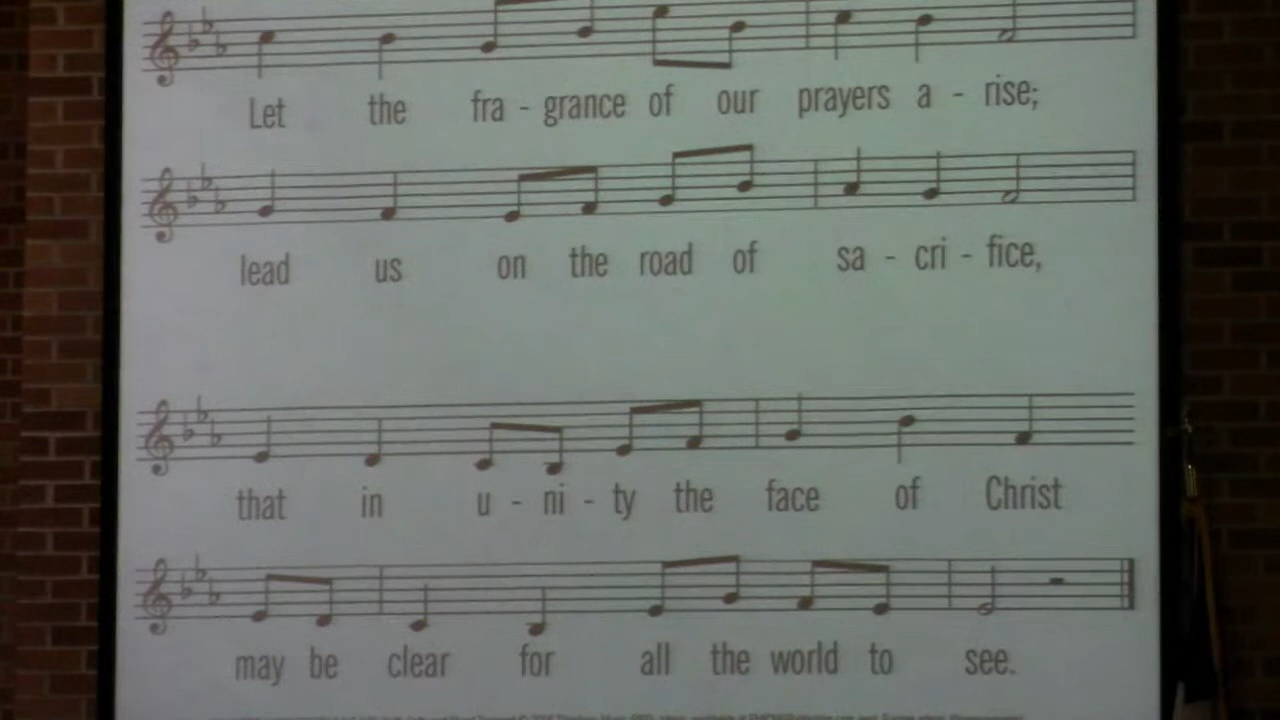 Let the fra - grance of our prayers a - rise;
lead us on the road of sa - cri - fice,
that in u - ni - ty the face of Christ
may be clear for all the world to see.